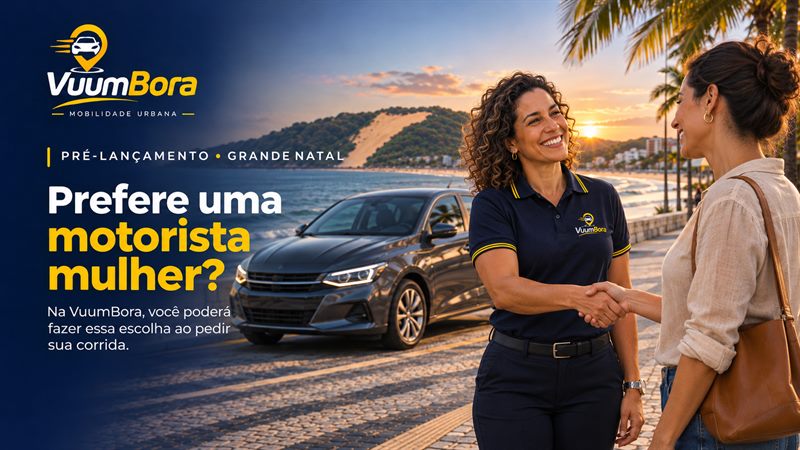 VuumBora
MOBILIDADE URBANA
PRÉ-LANÇAMENTO • GRANDE NATAL
Prefere uma
motorista
mulher?
Na VuumBora, você poderá
fazer essa escolha ao pedir
sua corrida.
VuumBora